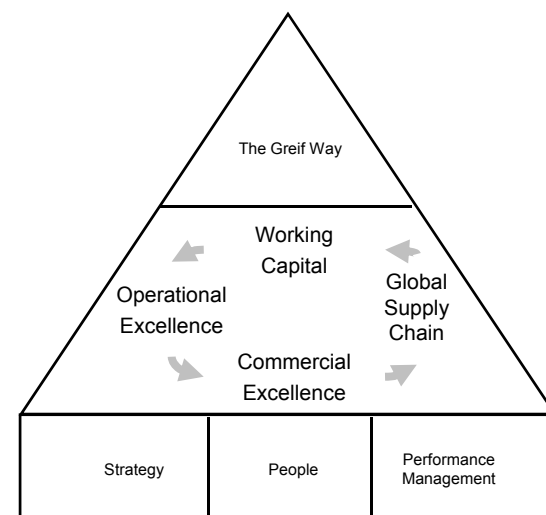 The Greif Way
Working
Capital
Operational
Excellence
Global
Supply
Chain
Commercial
Excellence
Strategy
People
Performance
Management